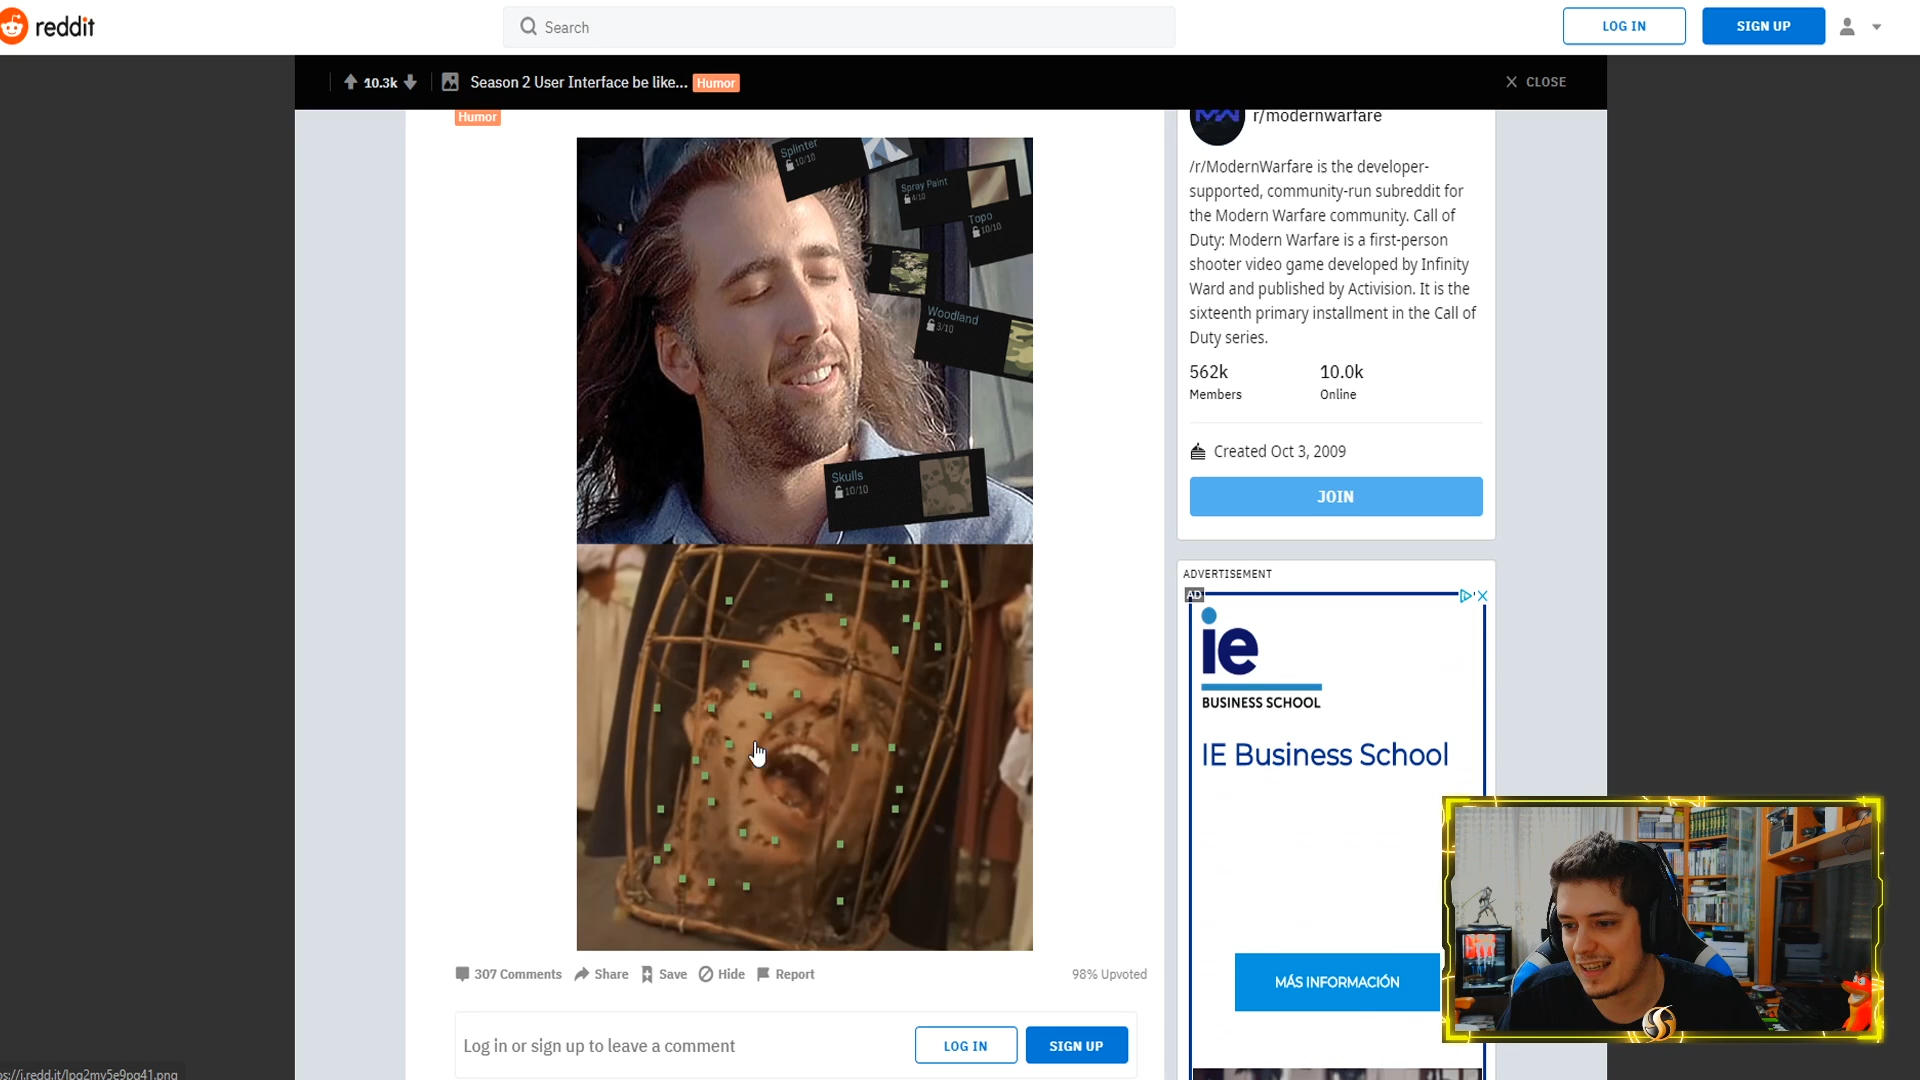 reddit
Search
LOG IN
SIGN UP
10.3k
Season 2 User Interface be like...
Humor
CLOSE
Humor
Splinter
10/10
Spray Paint
4/10
Topo
10/10
Woodland
3/10
Skulls
10/10
r/modernwarfare
/r/ModernWarfare is the developer-
supported, community-run subreddit for
the Modern Warfare community. Call of
Duty: Modern Warfare is a first-person
shooter video game developed by Infinity
Ward and published by Activision. It is the
sixteenth primary installment in the Call of
Duty series.
562k
Members
10.0k
Online
Created Oct 3, 2009
JOIN
ADVERTISEMENT
AD
ie
BUSINESS SCHOOL
IE Business School
MÁS INFORMACIÓN
307 Comments
Share
Save
Hide
Report
98% Upvoted
Log in or sign up to leave a comment
LOG IN
SIGN UP